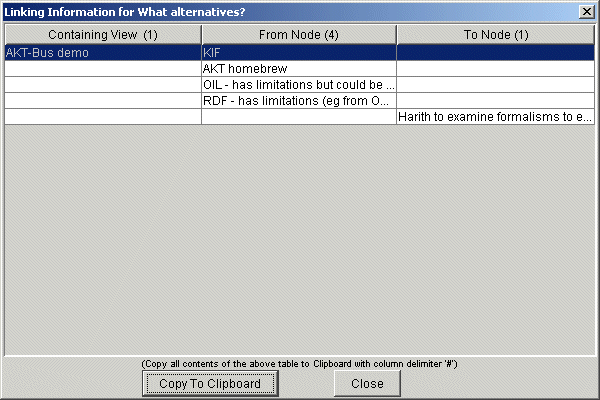 Linking Information for What alternatives?
Containing View (1) From Node (4) To Node (1)
AKT-Bus demo KIF
AKT homebrew
OIL - has limitations but could be ...
RDF - has limitations (eg from O...
Harith to examine formalisms to e...
(Copy all contents of the above table to Clipboard with column delimiter '#')
Copy To Clipboard Close